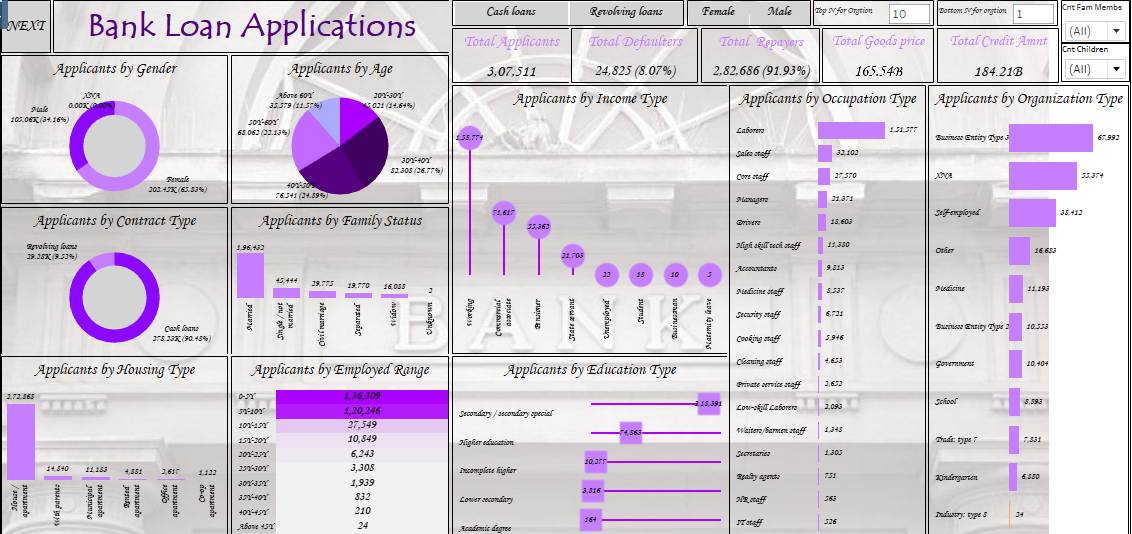 NEXT
Bank Loan Applications
Cash loans
Revolving loans
Female
Male
Top N for Orgtion
10
Bottom N for orgtion
1
Cnt Fam Membs
(All)
Cnt Children
(All)
Total Applicants
3,07,511
Total Defaulters
24,825 (8.07%)
Total Repayers
2,82,686 (91.93%)
Total Goods price
165.54B
Total Credit Amnt
184.21B
Applicants by Gender
XNA
0.00K (0.00%)
Male
105.06K (34.16%)
Female
202.45K (65.83%)
Applicants by Age
Above 60Y
35,579 (11.57%)
20Y-30Y
45,021 (14.64%)
50Y-60Y
68,062 (22.13%)
30Y-40Y
82,308 (26.77%)
40Y-50Y
76,541 (24.89%)
Applicants by Contract Type
Revolving loans
29.28K (9.52%)
Cash loans
278.23K (90.48%)
Applicants by Family Status
1,96,432
45,444
29,775
19,770
16,088
2
Married
Single / not married
Civil marriage
Separated
Widow
Unknown
Applicants by Housing Type
2,72,868
14,840
11,183
4,881
2,617
1,122
House / apartment
With parents
Municipal apartment
Rented apartment
Office apartment
Co-op apartment
Applicants by Employed Range
0-5Y 1,36,309
5Y-10Y 1,20,246
10Y-15Y 27,549
15Y-20Y 10,849
20Y-25Y 6,243
25Y-30Y 3,308
30Y-35Y 1,939
35Y-40Y 832
40Y-45Y 210
Above 45Y 24
Applicants by Income Type
1,58,774
71,617
55,362
21,703
22
18
10
5
Working
Commercial associate
Pensioner
State servant
Unemployed
Student
Businessman
Maternity leave
BANK
Applicants by Education Type
Secondary / secondary special 2,18,391
Higher education 74,863
Incomplete higher 10,277
Lower secondary 3,816
Academic degree 164
Applicants by Occupation Type
Laborers 1,51,577
Sales staff 32,102
Core staff 27,570
Managers 21,371
Drivers 18,603
High skill tech staff 11,380
Accountants 9,813
Medicine staff 8,537
Security staff 6,721
Cooking staff 5,946
Cleaning staff 4,653
Private service staff 2,652
Low-skill Laborers 2,093
Waiters/barmen staff 1,348
Secretaries 1,305
Realty agents 751
HR staff 563
IT staff 526
Applicants by Organization Type
Business Entity Type 3 67,992
XNA 55,374
Self-employed 38,412
Other 16,683
Medicine 11,193
Business Entity Type 2 10,553
Government 10,404
School 8,893
Trade: type 7 7,831
Kindergarten 6,880
Industry: type 8 24